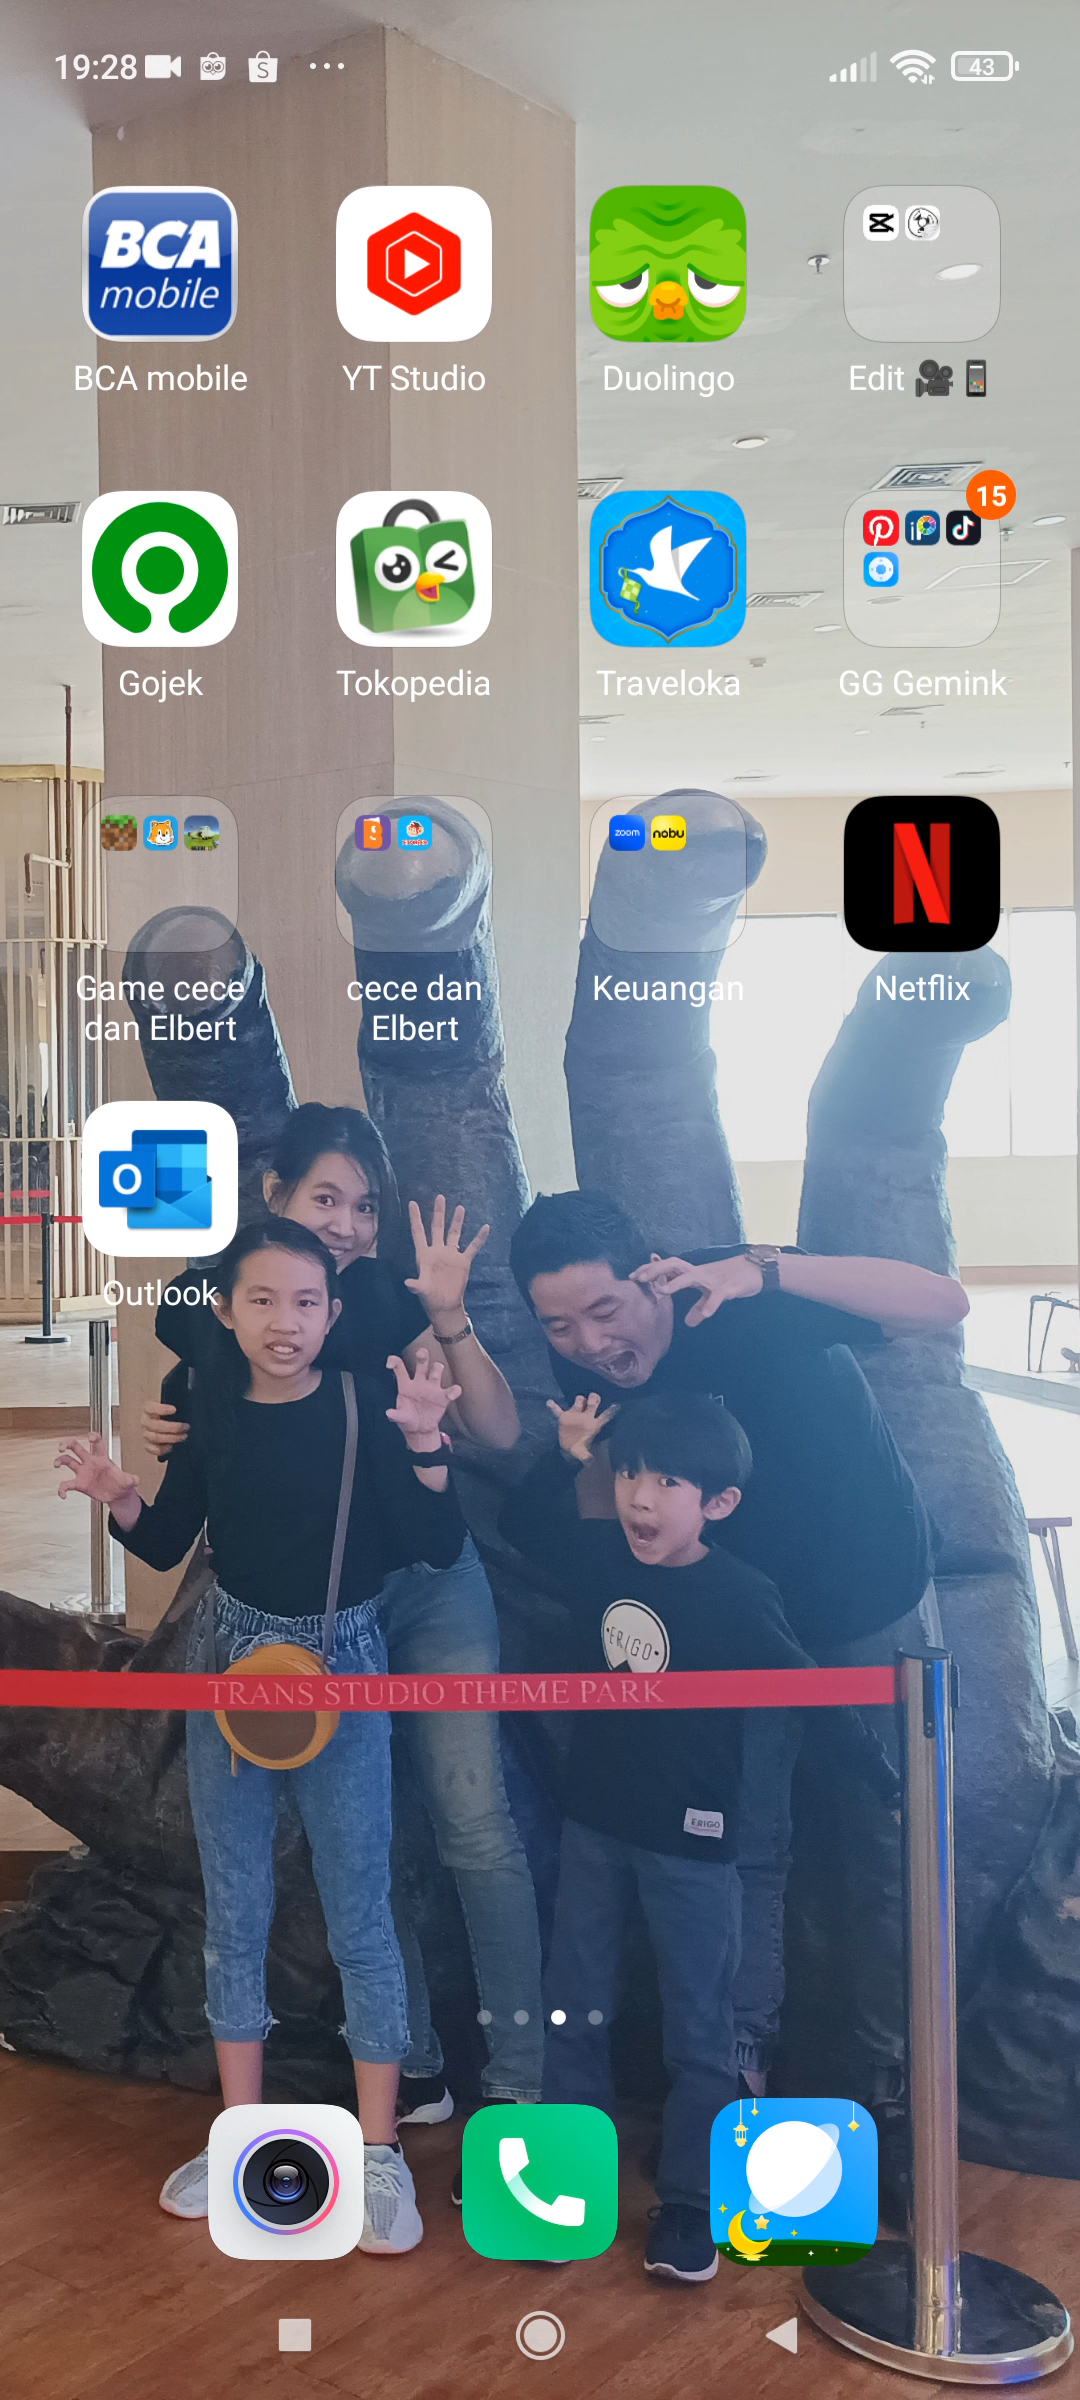 19:28
43
BCA
mobile
BCA mobile
YT Studio
Duolingo
Edit 🎥📱
15
Gojek
Tokopedia
Traveloka
GG Gemink
zoom
nobu
Game cece
dan Elbert
cece dan
Elbert
Keuangan
Netflix
Outlook
ERIGO
TRANS STUDIO THEME PARK
ERIGO